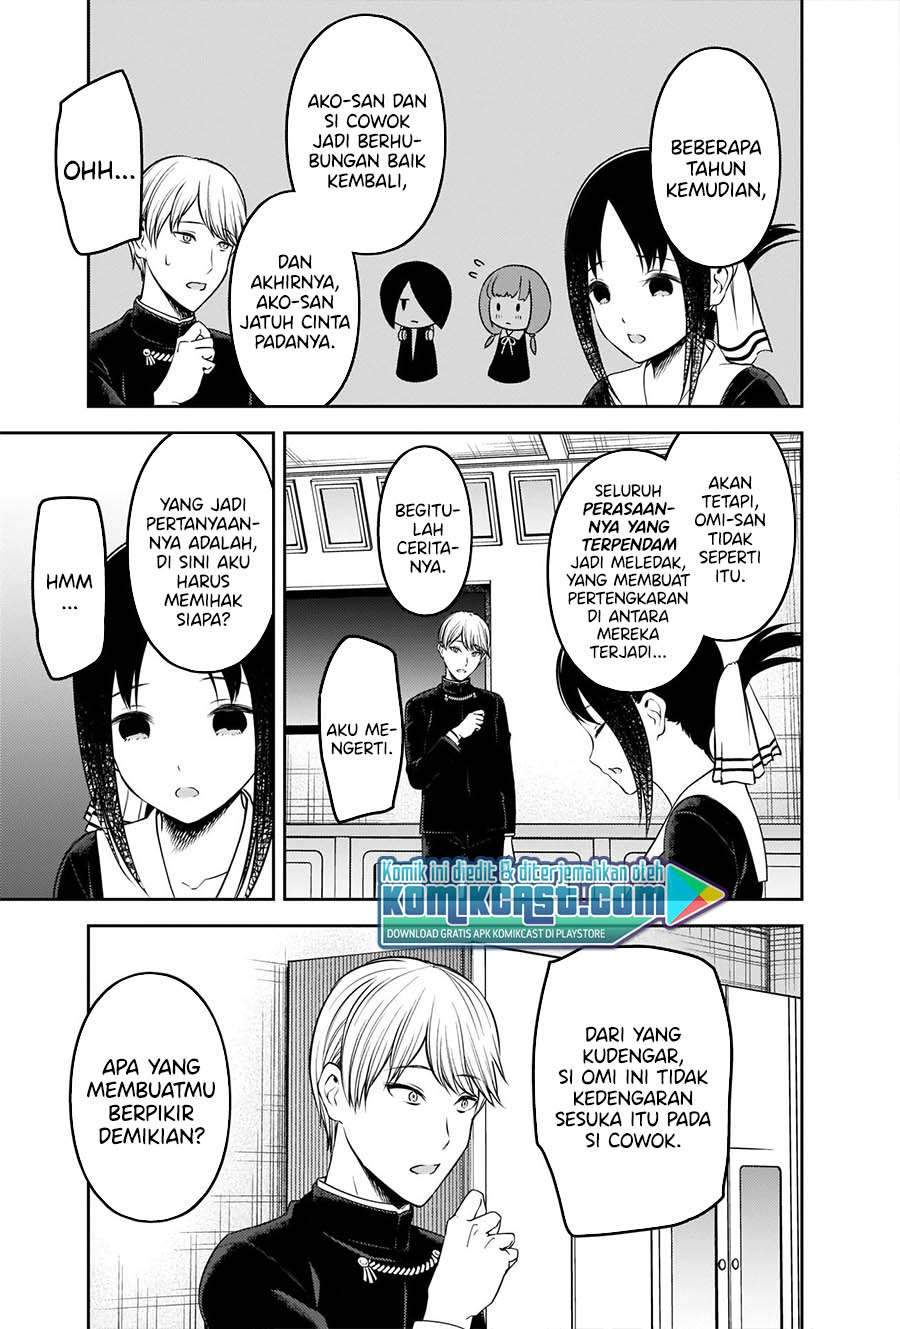 BEBERAPA
TAHUN
KEMUDIAN,
AKO-SAN DAN
SI COWOK
JADI BERHU-
BUNGAN BAIK
KEMBALI,
DAN
AKHIRNYA,
AKO-SAN
JATUH CINTA
PADANYA.
OHH...
AKAN
TETAPI,
OMI-SAN
TIDAK
SEPERTI
ITU.
SELURUH
PERASAAN-
NYA YANG
TERPENDAM
JADI MELEDAK,
YANG MEMBUAT
PERTENGKARAN
DI ANTARA
MEREKA
TERJADI...
BEGITU-
LAH
CERITA-
NYA.
AKU ME-
NGERTI.
YANG JADI
PERTANYAAN-
NYA ADALAH,
DI SINI AKU
HARUS
MEMIHAK
SIAPA?
HMM
...
Komik ini diedit & diterjemahkan oleh
KOMIKCAST.COM
DOWNLOAD GRATIS APK KOMIKCAST DI PLAYSTORE
DARI YANG
KUDENGAR,
SI OMI INI TIDAK
KEDENGARAN
SESUKA ITU PADA
SI COWOK.
APA YANG
MEMBUATMU
BERPIKIR
DEMIKIAN?